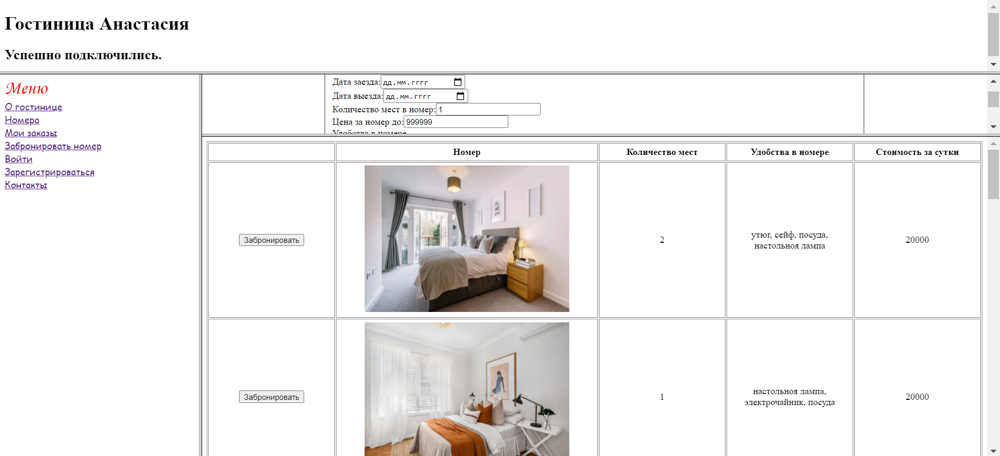 Гостиница Анастасия
Успешно подключились.
Меню
О гостинице
Номера
Мои заказы
Забронировать номер
Войти
Зарегистрироваться
Контакты
Дата заезда: дд.мм.гггг
Дата выезда: дд.мм.гггг
Количество мест в номер: 1
Цена за номер до: 999999
Удобства в номере
Номер Количество мест Удобства в номере Стоимость за сутки
Забронировать 2 утюг, сейф, посуда, 20000
настольноя лампа
Забронировать 1 настольноя лампа, 20000
электрочайник, посуда